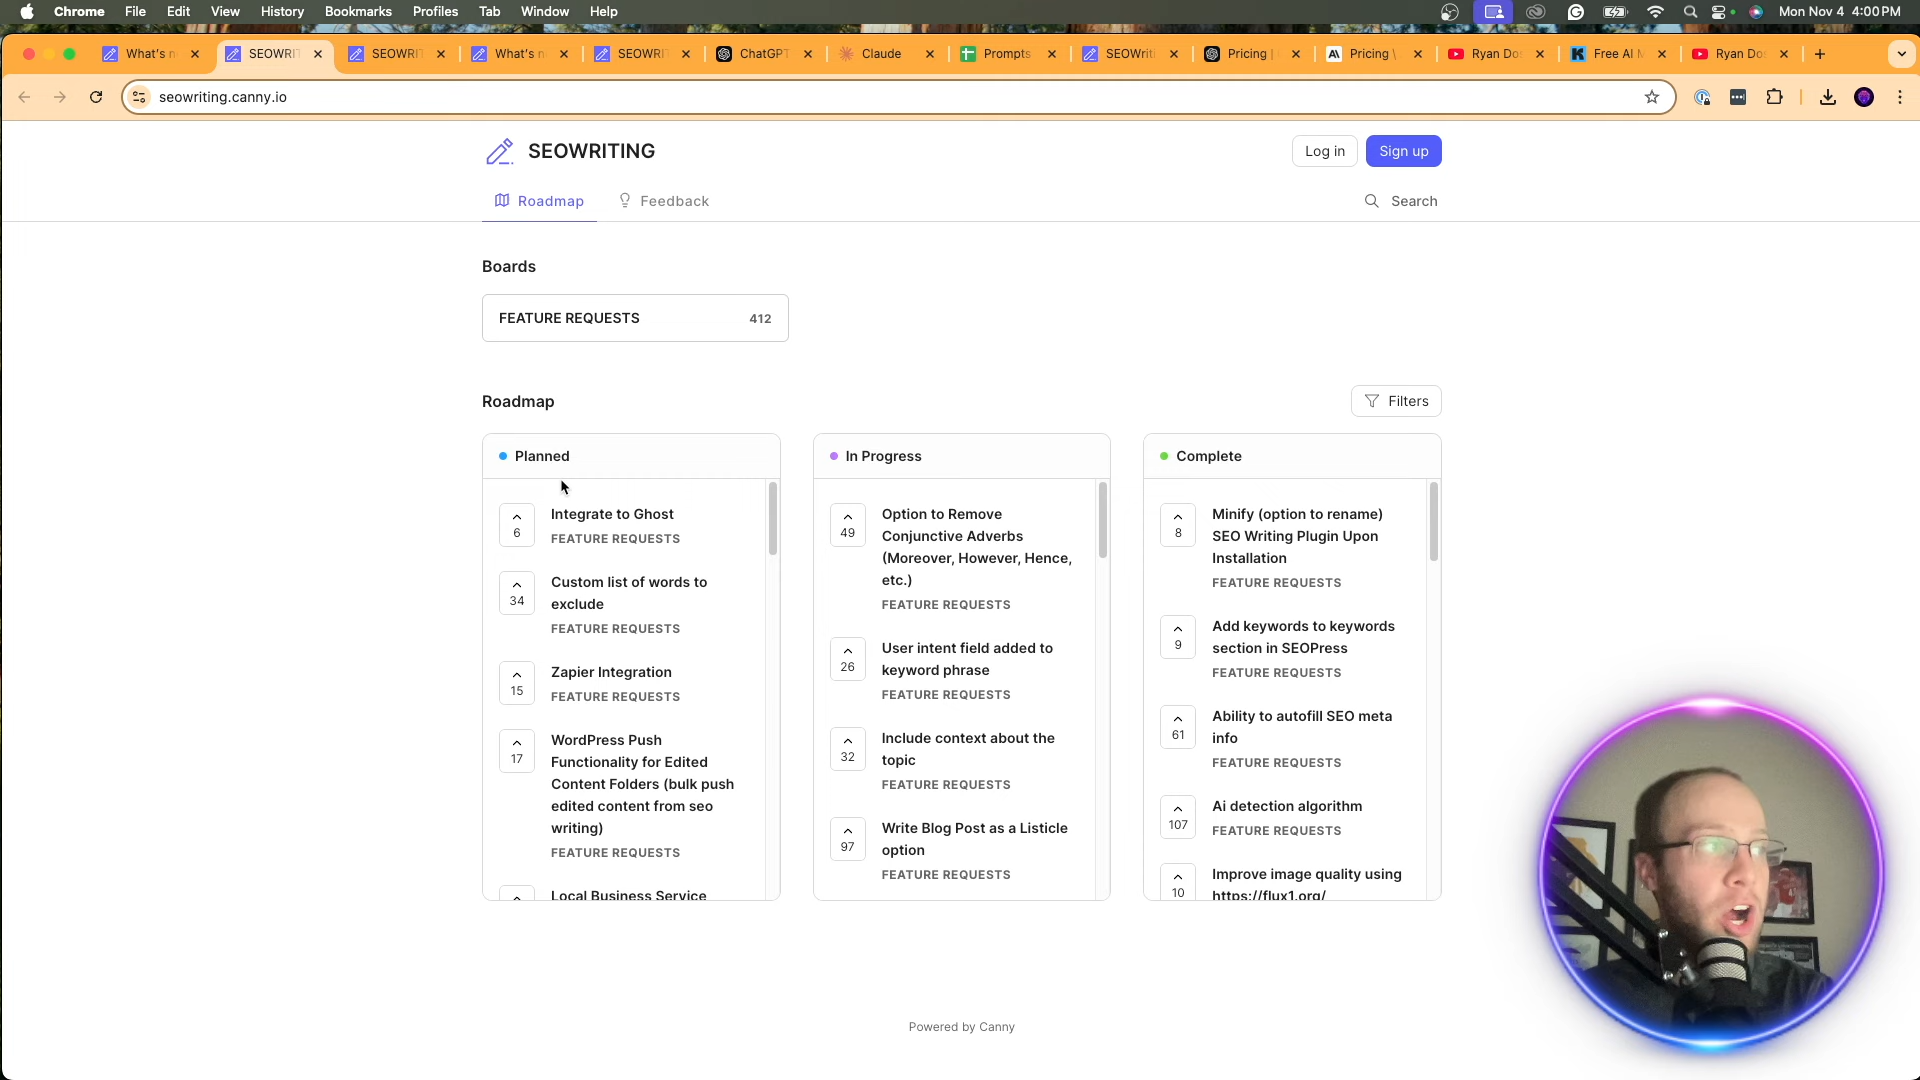 Chrome File Edit View History Bookmarks Profiles Tab Window Help Mon Nov 4 4:00 PM
What's n SEOWRIT SEOWRIT What's n SEOWRIT ChatGPT Claude Prompts SEOWriti Pricing | Pricing \ Ryan Do Free AI M Ryan Do
seowriting.canny.io
SEOWRITING
Log in
Sign up
Roadmap
Feedback
Search
Boards
FEATURE REQUESTS 412
Roadmap
Filters
Planned
6
Integrate to Ghost
FEATURE REQUESTS
34
Custom list of words to
exclude
FEATURE REQUESTS
15
Zapier Integration
FEATURE REQUESTS
17
WordPress Push
Functionality for Edited
Content Folders (bulk push
edited content from seo
writing)
FEATURE REQUESTS
Local Business Service
In Progress
49
Option to Remove
Conjunctive Adverbs
(Moreover, However, Hence,
etc.)
FEATURE REQUESTS
26
User intent field added to
keyword phrase
FEATURE REQUESTS
32
Include context about the
topic
FEATURE REQUESTS
97
Write Blog Post as a Listicle
option
FEATURE REQUESTS
Complete
8
Minify (option to rename)
SEO Writing Plugin Upon
Installation
FEATURE REQUESTS
9
Add keywords to keywords
section in SEOPress
FEATURE REQUESTS
61
Ability to autofill SEO meta
info
FEATURE REQUESTS
107
Ai detection algorithm
FEATURE REQUESTS
10
Improve image quality using
https://flux1.org/
Powered by Canny